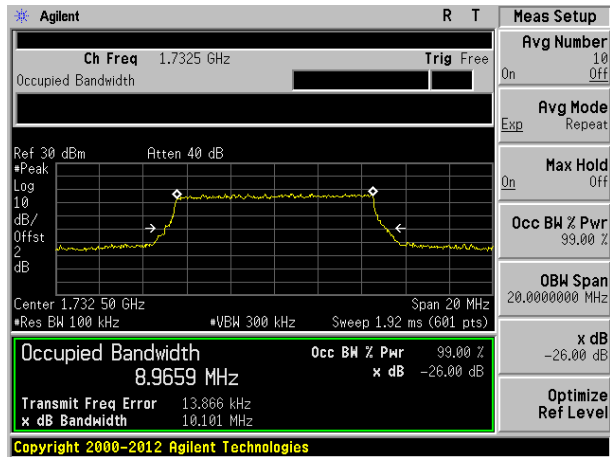 Agilent R T
Ch Freq 1.7325 GHz Trig Free
Occupied Bandwidth
Ref 30 dBm Atten 40 dB
#Peak
Log
10
dB/
Offst
2
dB
Center 1.732 50 GHz Span 20 MHz
#Res BW 100 kHz #VBW 300 kHz Sweep 1.92 ms (601 pts)
Occupied Bandwidth Occ BW % Pwr 99.00 %
8.9659 MHz x dB -26.00 dB
Transmit Freq Error 13.866 kHz
x dB Bandwidth 10.101 MHz
Copyright 2000-2012 Agilent Technologies
Meas Setup
Avg Number
10
On Off
Avg Mode
Exp Repeat
Max Hold
On Off
Occ BW % Pwr
99.00 %
OBW Span
20.0000000 MHz
x dB
-26.00 dB
Optimize
Ref Level